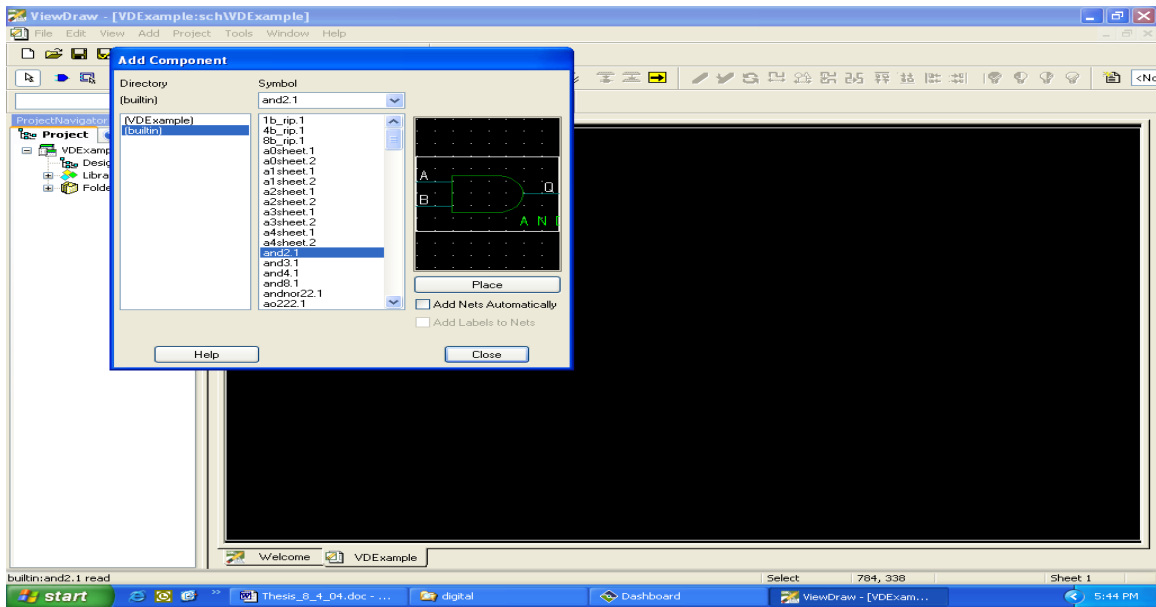 ViewDraw - [VDExample:sch\VDExample]
File Edit View Add Project Tools Window Help
Add Component
Directory
Symbol
(builtin)
and2.1
<No
ProjectNavigator
Project
VDExamp
Desig
Libra
Folde
(VDExample)
(builtin)
1b_rip.1
4b_rip.1
8b_rip.1
a0sheet.1
a0sheet.2
a1sheet.1
a1sheet.2
a2sheet.1
a2sheet.2
a3sheet.1
a3sheet.2
a4sheet.1
a4sheet.2
and2.1
and3.1
and4.1
and8.1
andnor22.1
ao222.1
A
B
Q
AN
Place
Add Nets Automatically
Add Labels to Nets
Help
Close
Welcome VDExample
builtin:and2.1 read
Select 784, 338 Sheet 1
start Thesis_8_4_04.doc - ... digital Dashboard ViewDraw - [VDExam... 5:44 PM